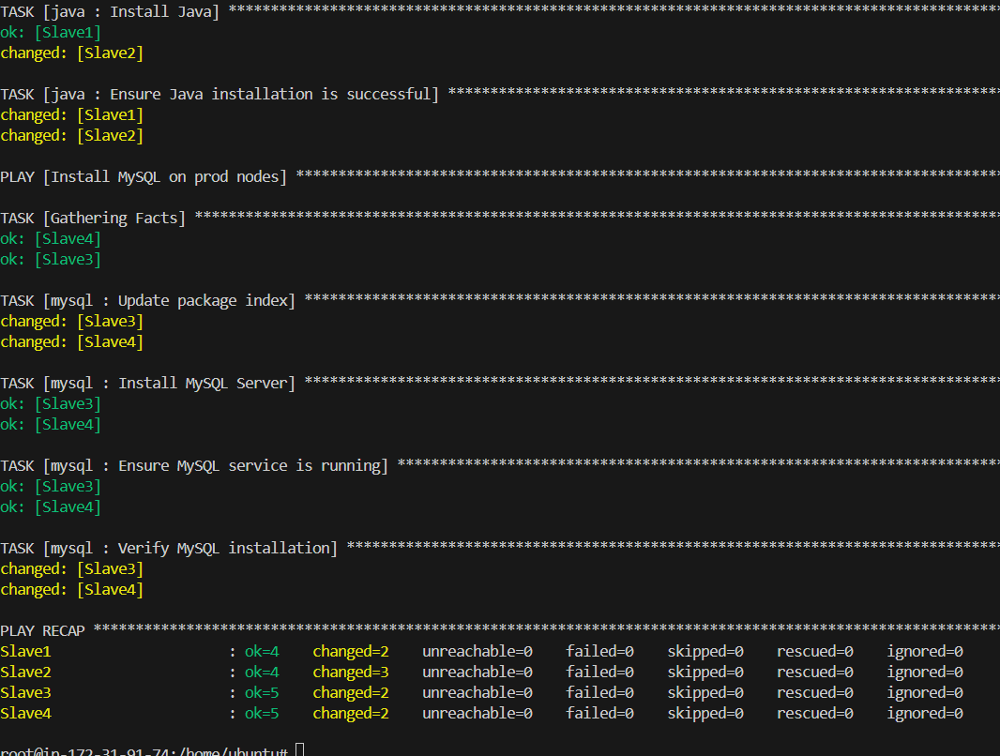 TASK [java : Install Java] ********************************************************************************************
ok: [Slave1]
changed: [Slave2]
TASK [java : Ensure Java installation is successful] ******************************************************************
changed: [Slave1]
changed: [Slave2]
PLAY [Install MySQL on prod nodes] ************************************************************************************
TASK [Gathering Facts] ************************************************************************************************
ok: [Slave4]
ok: [Slave3]
TASK [mysql : Update package index] ***********************************************************************************
changed: [Slave3]
changed: [Slave4]
TASK [mysql : Install MySQL Server] ***********************************************************************************
ok: [Slave3]
ok: [Slave4]
TASK [mysql : Ensure MySQL service is running] ************************************************************************
ok: [Slave3]
ok: [Slave4]
TASK [mysql : Verify MySQL installation] ******************************************************************************
changed: [Slave3]
changed: [Slave4]
PLAY RECAP ************************************************************************************************************
Slave1                     : ok=4    changed=2    unreachable=0    failed=0    skipped=0    rescued=0    ignored=0
Slave2                     : ok=4    changed=3    unreachable=0    failed=0    skipped=0    rescued=0    ignored=0
Slave3                     : ok=5    changed=2    unreachable=0    failed=0    skipped=0    rescued=0    ignored=0
Slave4                     : ok=5    changed=2    unreachable=0    failed=0    skipped=0    rescued=0    ignored=0
root@ip-172-31-91-74:/home/ubuntu#